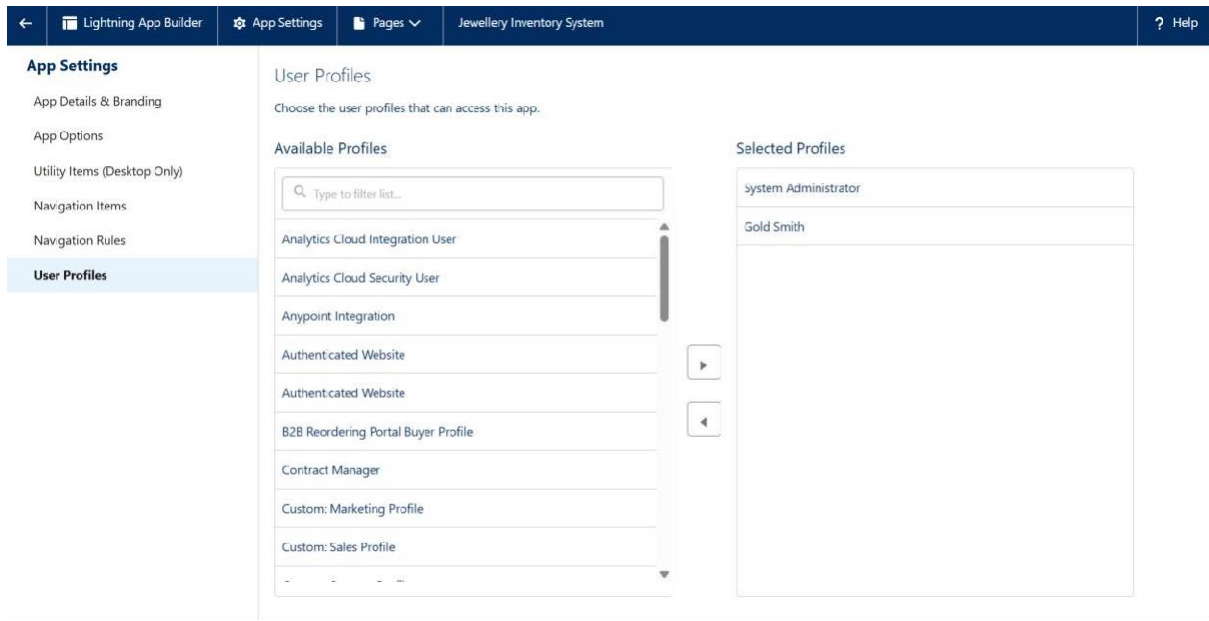 Lightning App Builder
App Settings
Pages
Jewellery Inventory System
? Help
App Settings
App Details & Branding
App Options
Utility Items (Desktop Only)
Navigation Items
Navigation Rules
User Profiles
User Profiles
Choose the user profiles that can access this app.
Available Profiles
Type to filter list...
Analytics Cloud Integration User
Analytics Cloud Security User
Anypoint Integration
Authenticated Website
Authenticated Website
B2B Reordering Portal Buyer Profile
Contract Manager
Custom: Marketing Profile
Custom: Sales Profile
Selected Profiles
System Administrator
Gold Smith